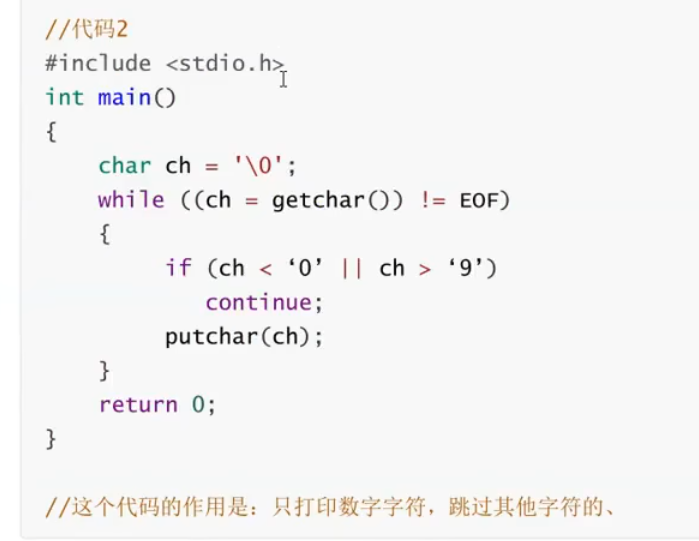 //代码2
#include <stdio.h>
int main()
{
    char ch = '\0';
    while ((ch = getchar()) != EOF)
    {
         if (ch < ‘0’ || ch > ‘9’)
            continue;
         putchar(ch);
    }
    return 0;
}
//这个代码的作用是：只打印数字字符，跳过其他字符的、